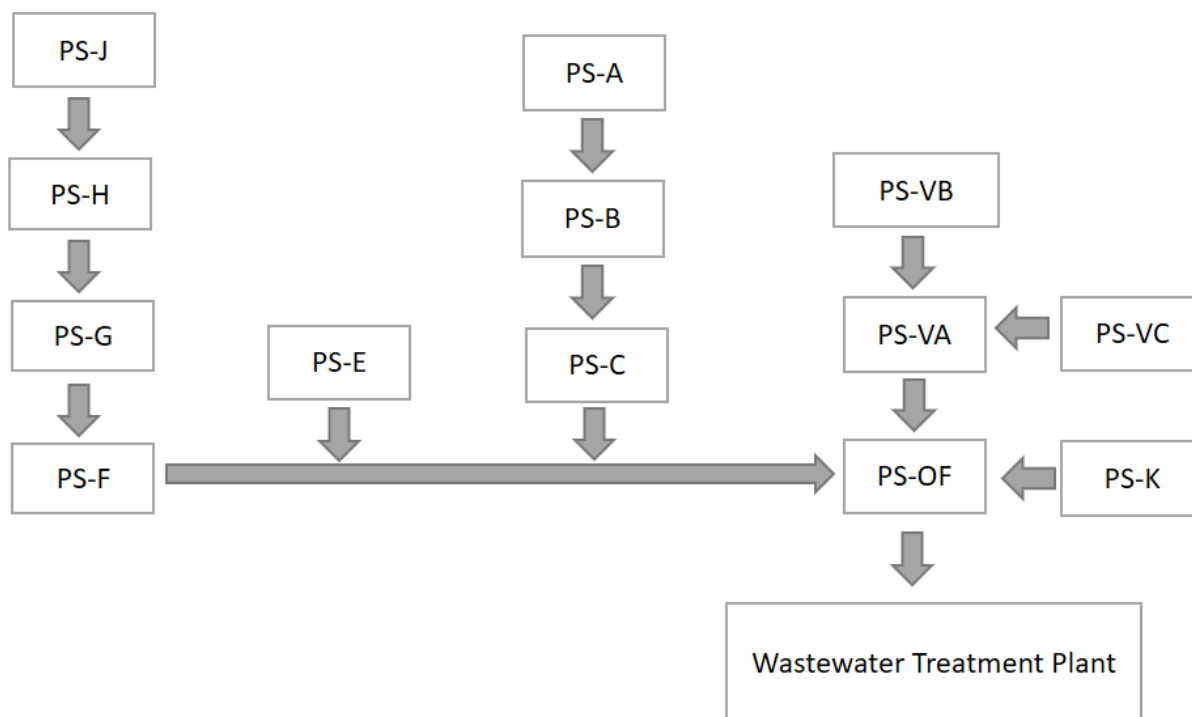 PS-J
PS-A
PS-VB
PS-H
PS-B
PS-G
PS-E
PS-C
PS-VA
PS-VC
PS-F
PS-OF
PS-K
Wastewater Treatment Plant